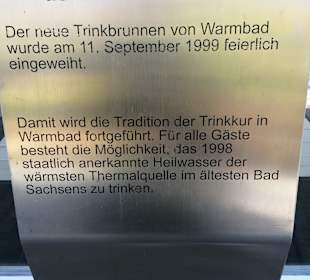 Der neue Trinkbrunnen von Warmbad
wurde am 11. September 1999 feierlich
eingeweiht.
Damit wird die Tradition der Trinkkur in
Warmbad fortgeführt. Für alle Gäste
besteht die Möglichkeit, das 1998
staatlich anerkannte Heilwasser der
wärmsten Thermalquelle im ältesten Bad
Sachsens zu trinken.